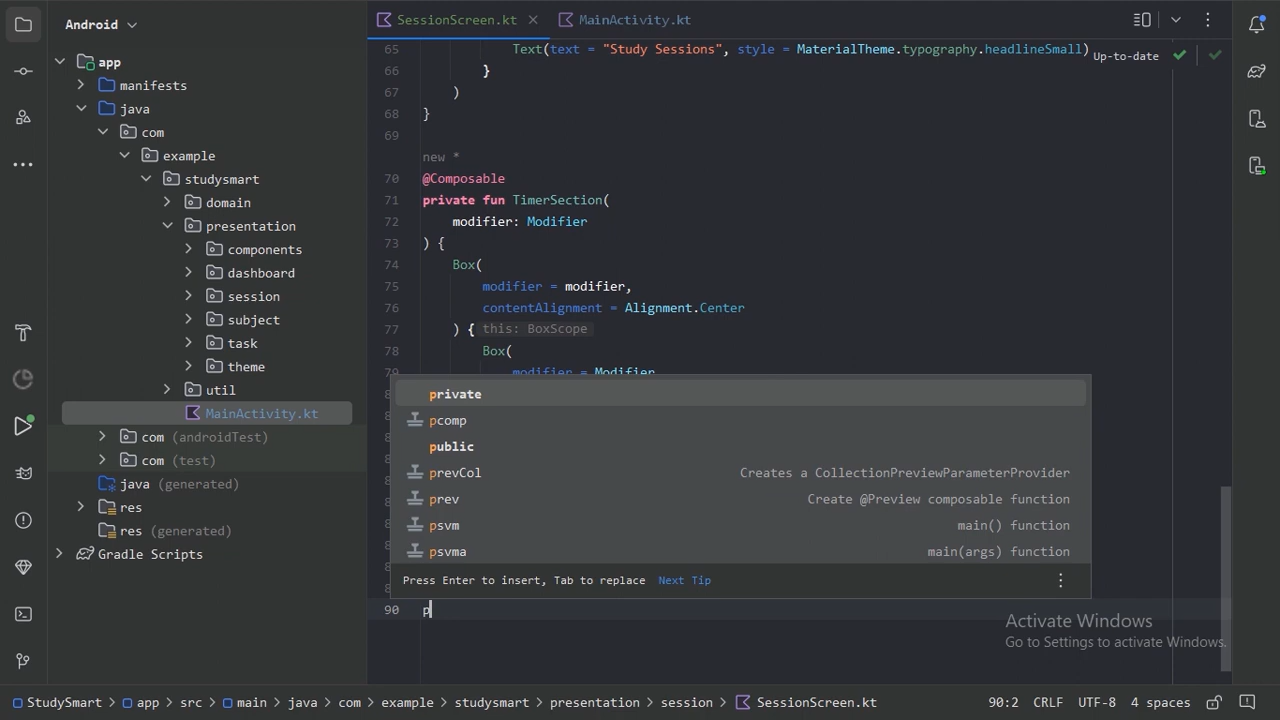 Android
SessionScreen.kt
MainActivity.kt
app
manifests
java
com
example
studysmart
domain
presentation
components
dashboard
session
subject
task
theme
util
MainActivity.kt
com (androidTest)
com (test)
java (generated)
res
res (generated)
Gradle Scripts
65 Text(text = "Study Sessions", style = MaterialTheme.typography.headlineSmall)
Up-to-date
66 }
67 )
68 }
69
new *
70 @Composable
71 private fun TimerSection(
72 modifier: Modifier
73 ) {
74 Box(
75 modifier = modifier,
76 contentAlignment = Alignment.Center
77 ) { this: BoxScope
78 Box(
79 modifier = Modifier
private
pcomp
public
prevCol Creates a CollectionPreviewParameterProvider
prev Create @Preview composable function
psvm main() function
psvma main(args) function
Press Enter to insert, Tab to replace Next Tip
90 p
Activate Windows
Go to Settings to activate Windows.
StudySmart > app > src > main > java > com > example > studysmart > presentation > session > SessionScreen.kt 90:2 CRLF UTF-8 4 spaces